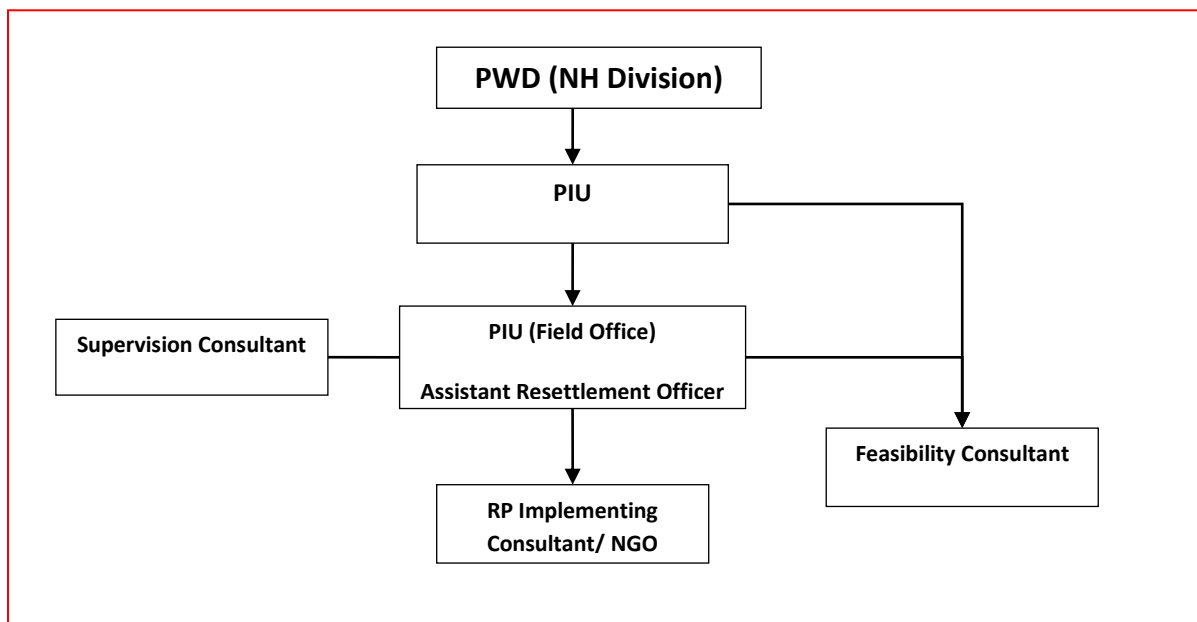 PWD (NH Division)
PIU
PIU (Field Office)
Assistant Resettlement Officer
Supervision Consultant
Feasibility Consultant
RP Implementing
Consultant/ NGO